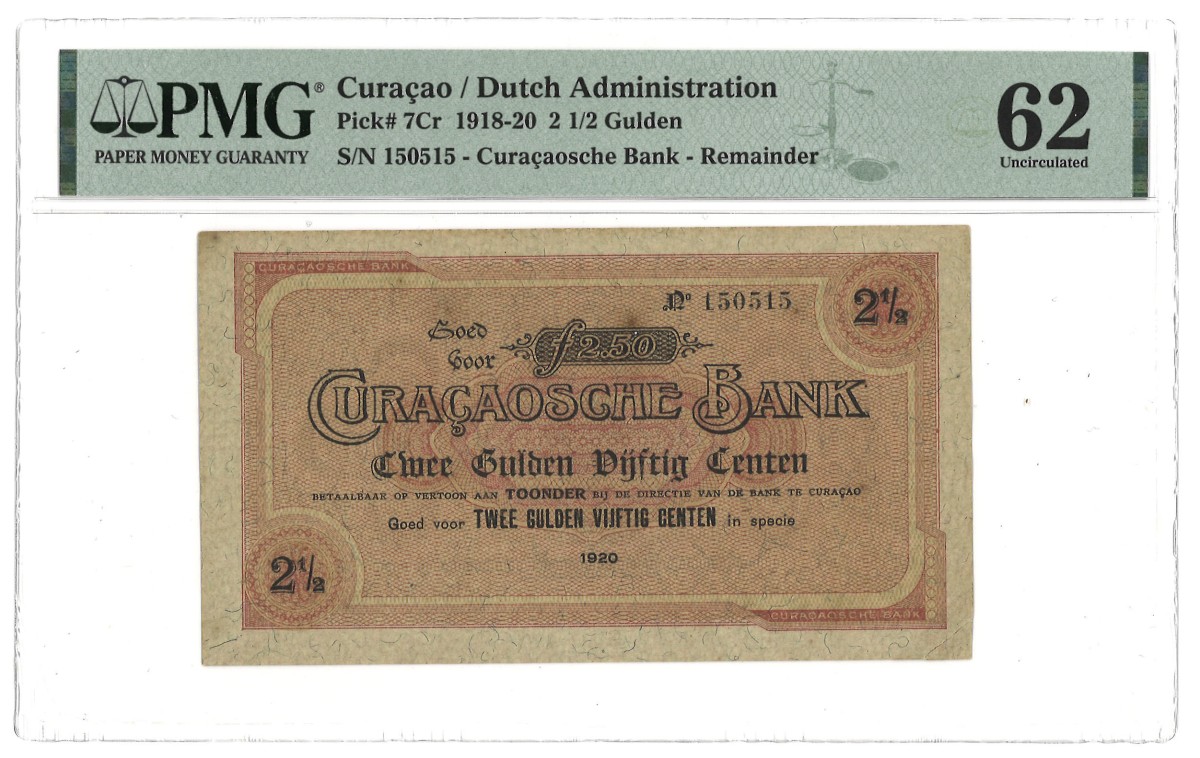 PMG®
PAPER MONEY GUARANTY
Curaçao / Dutch Administration
Pick# 7Cr 1918-20 2 1/2 Gulden
S/N 150515 - Curaçaosche Bank - Remainder
62
Uncirculated
CURAÇAOSCHE BANK
Nº 150515
2½
Goed
Voor
ƒ 2.50
CURAÇAOSCHE BANK
Twee Gulden Vijftig Centen
BETAALBAAR OP VERTOON AAN TOONDER BIJ DE DIRECTIE VAN DE BANK TE CURAÇAO
Goed voor TWEE GULDEN VIJFTIG CENTEN in specie
1920
2½
CURAÇAOSCHE BANK